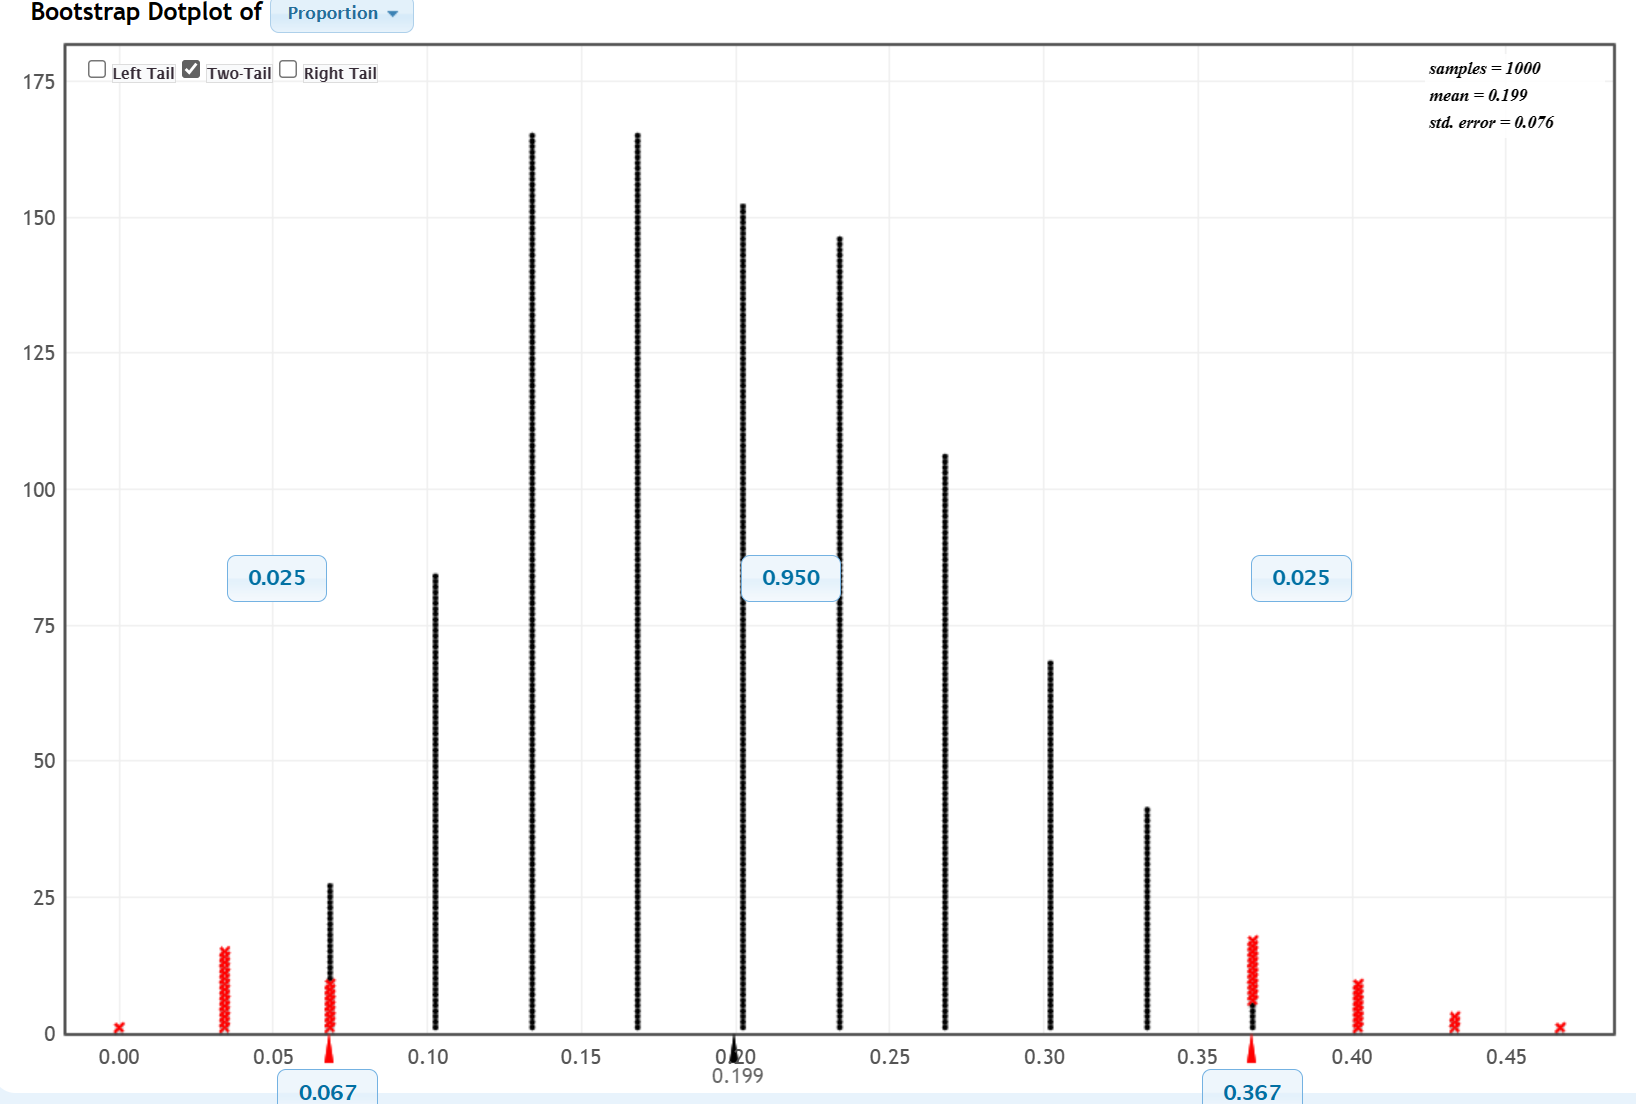 Bootstrap Dotplot of Proportion
Left Tail Two-Tail Right Tail
samples = 1000
mean = 0.199
std. error = 0.076
175
150
125
100
75
50
25
0
0.025 0.950 0.025
0.00 0.05 0.10 0.15 0.20 0.25 0.30 0.35 0.40 0.45
0.199
0.067 0.367